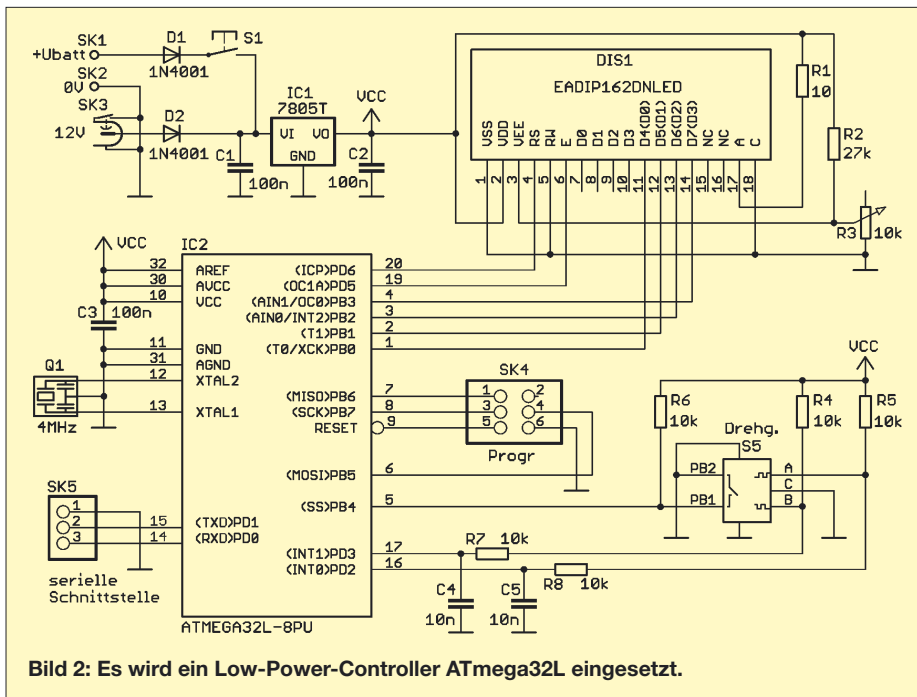 SK1
+Ubatt
D1
1N4001
S1
SK2
0V
SK3
12V
D2
1N4001
C1
100n
IC1
7805T
VI VO
GND
VCC
C2
100n
DIS1
EADIP162DNLED
VSS VDD VEE RS RW E D0 D1 D2 D3 D4(D0) D5(D1) D6(D2) D7(D3) NC NC A C
1 2 3 4 5 6 7 8 9 10 11 12 13 14 15 16 17 18
R1
10
R2
27k
R3 10k
VCC
C3 100n
Q1
4MHz
IC2
32 AREF
30 AVCC
10 VCC
11 GND
31 AGND
12 XTAL2
13 XTAL1
15 (TXD)PD1
14 (RXD)PD0
(ICP)PD6 20
(OC1A)PD5 19
(AIN1/OC0)PB3 4
(AIN0/INT2)PB2 3
(T1)PB1 2
(T0/XCK)PB0 1
(MISO)PB6 7
(SCK)PB7 8
RESET 9
(MOSI)PB5 6
(SS)PB4 5
(INT1)PD3 17
(INT0)PD2 16
ATMEGA32L-8PU
SK4
1 2
3 4
5 6
Progr
SK5
1
2
3
serielle
Schnittstelle
R7 10k
R8 10k
C4
10n
C5
10n
VCC
R6
10k
R4
10k
R5
10k
Drehg.
S5
PB2
PB1
A
C
B
Bild 2: Es wird ein Low-Power-Controller ATmega32L eingesetzt.